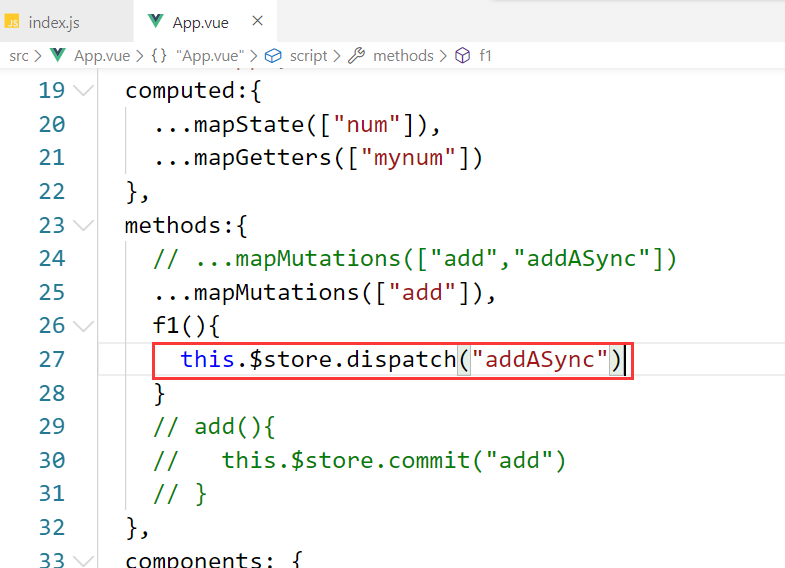 JS index.js App.vue ×
src > App.vue > {} "App.vue" > script > methods > f1
19 computed:{
20 ...mapState(["num"]),
21 ...mapGetters(["mynum"])
22 },
23 methods:{
24 // ...mapMutations(["add","addASync"])
25 ...mapMutations(["add"]),
26 f1(){
27 this.$store.dispatch("addASync")
28 }
29 // add(){
30 //   this.$store.commit("add")
31 // }
32 },
33 components: {